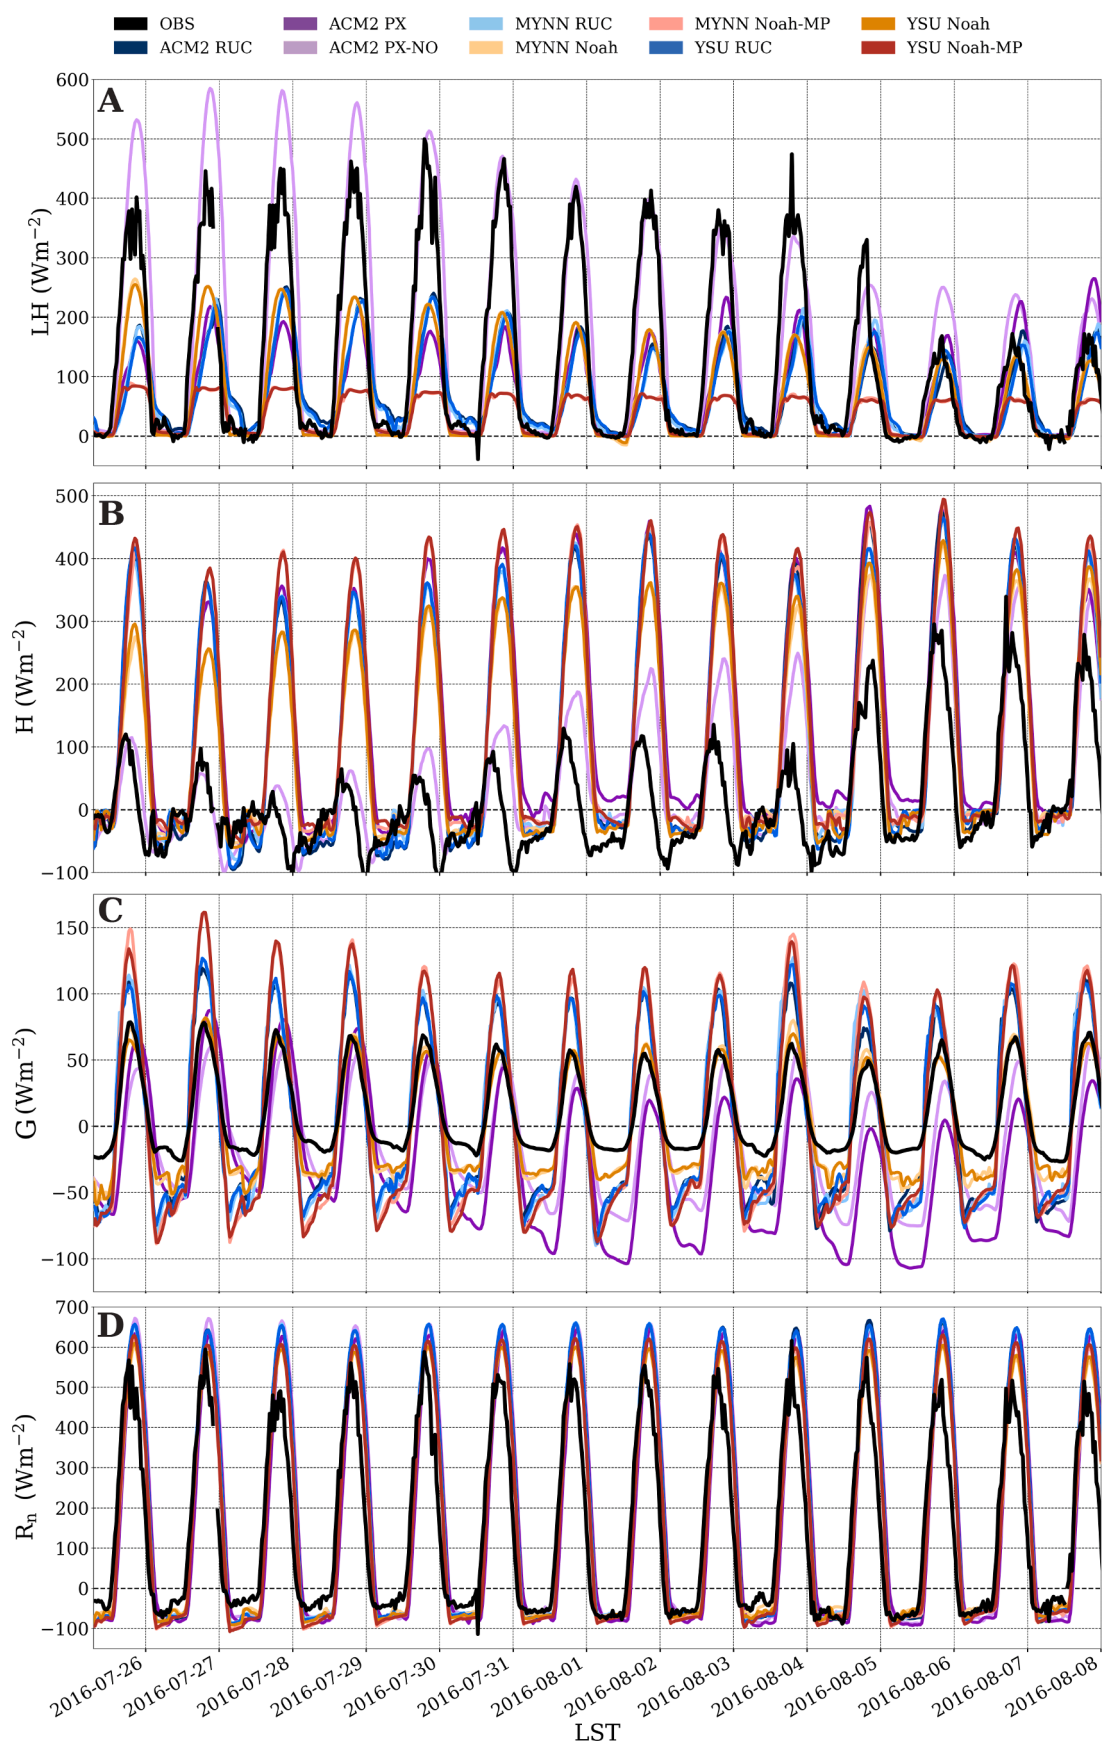 OBS ACM2 PX MYNN RUC MYNN Noah-MP YSU Noah
ACM2 RUC ACM2 PX-NO MYNN Noah YSU RUC YSU Noah-MP
A
600
500
400
300
200
100
0
LH (Wm⁻²)
B
500
400
300
200
100
0
−100
H (Wm⁻²)
C
150
100
50
0
−50
−100
G (Wm⁻²)
D
700
600
500
400
300
200
100
0
−100
Rₙ (Wm⁻²)
2016-07-26 2016-07-27 2016-07-28 2016-07-29 2016-07-30 2016-07-31 2016-08-01 2016-08-02 2016-08-03 2016-08-04 2016-08-05 2016-08-06 2016-08-07 2016-08-08
LST